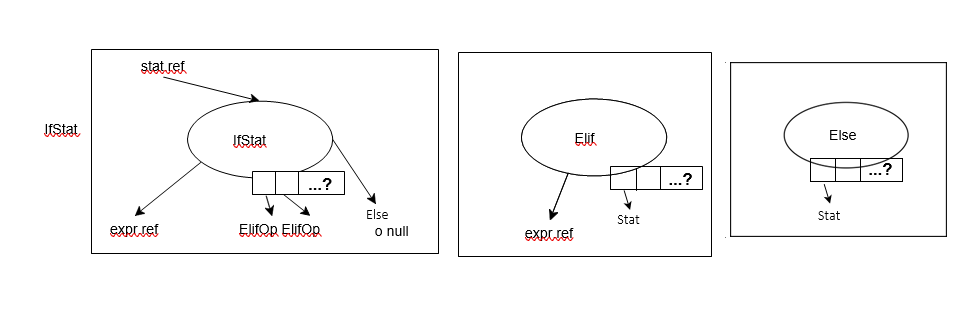 IfStat
stat.ref
IfStat
...?
expr.ref
ElifOp ElifOp
Else
o null
Elif
...?
Stat
expr.ref
Else
...?
Stat